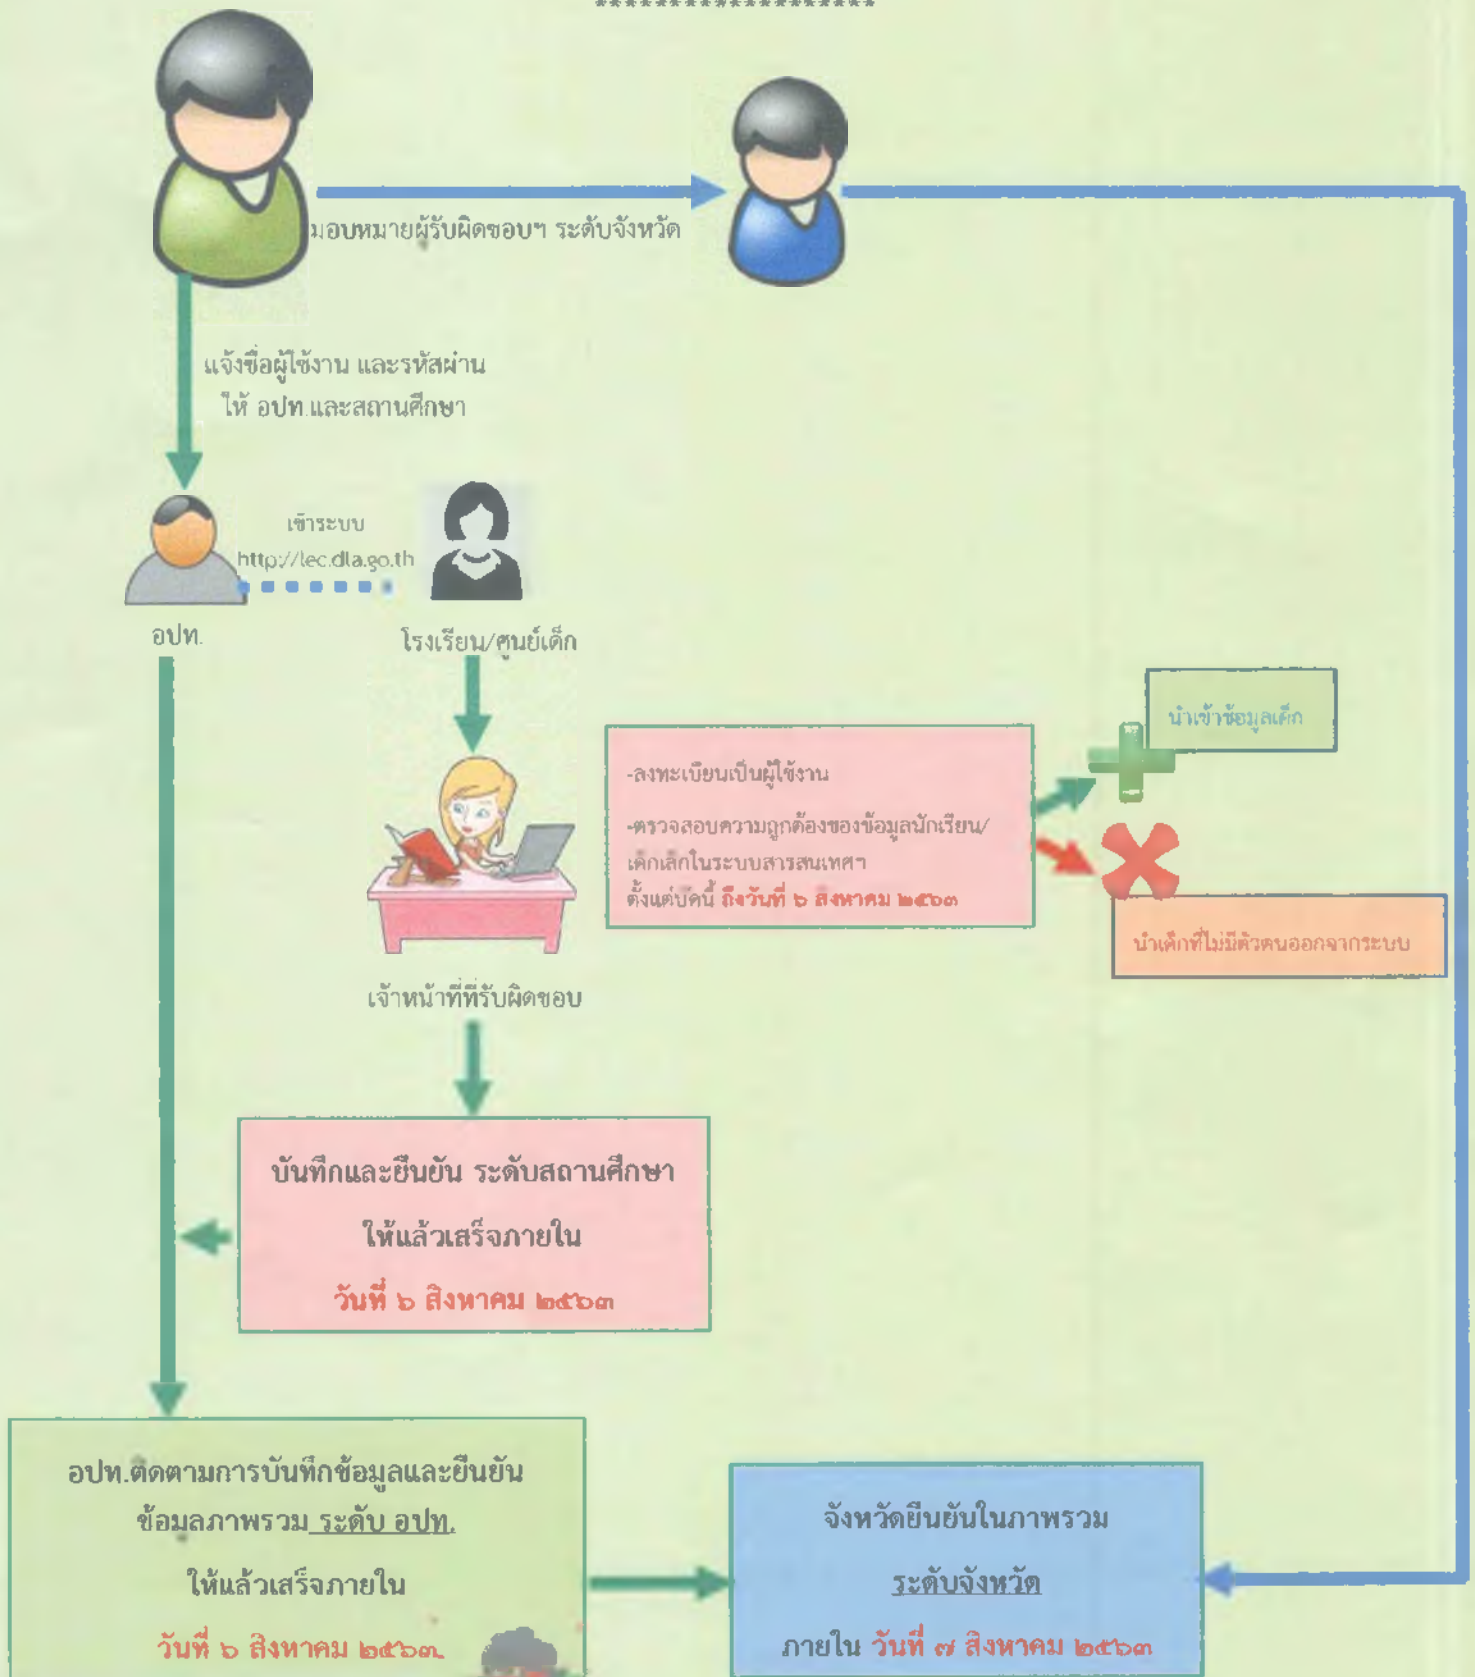 ********************
มอบหมายผู้รับผิดชอบฯ ระดับจังหวัด
แจ้งชื่อผู้ใช้งาน และรหัสผ่าน
ให้ อปท.และสถานศึกษา
เข้าระบบ
http://lec.dla.go.th
อปท.
โรงเรียน/ศูนย์เด็ก
นำเข้าข้อมูลเด็ก
-ลงทะเบียนเป็นผู้ใช้งาน
-ตรวจสอบความถูกต้องของข้อมูลนักเรียน/
เด็กเล็กในระบบสารสนเทศฯ
ตั้งแต่บัดนี้ ถึงวันที่ ๖ สิงหาคม ๒๕๖๓
นำเด็กที่ไม่มีตัวตนออกจากระบบ
เจ้าหน้าที่ที่รับผิดชอบ
บันทึกและยืนยัน ระดับสถานศึกษา
ให้แล้วเสร็จภายใน
วันที่ ๖ สิงหาคม ๒๕๖๓
อปท.ติดตามการบันทึกข้อมูลและยืนยัน
ข้อมูลภาพรวม ระดับ อปท.
ให้แล้วเสร็จภายใน
วันที่ ๖ สิงหาคม ๒๕๖๓
จังหวัดยืนยันในภาพรวม
ระดับจังหวัด
ภายใน วันที่ ๗ สิงหาคม ๒๕๖๓